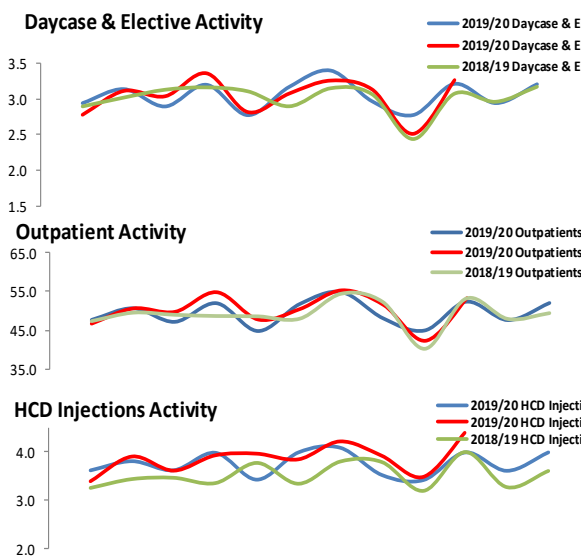 Daycase & Elective Activity
2019/20 Daycase & E
2019/20 Daycase & E
2018/19 Daycase & E
3.5
3.0
2.5
2.0
1.5
Outpatient Activity
2019/20 Outpatients
2019/20 Outpatients
2018/19 Outpatients
55.0
45.0
35.0
HCD Injections Activity
2019/20 HCD Injecti
2019/20 HCD Injecti
2018/19 HCD Injecti
4.0
3.0
2.0